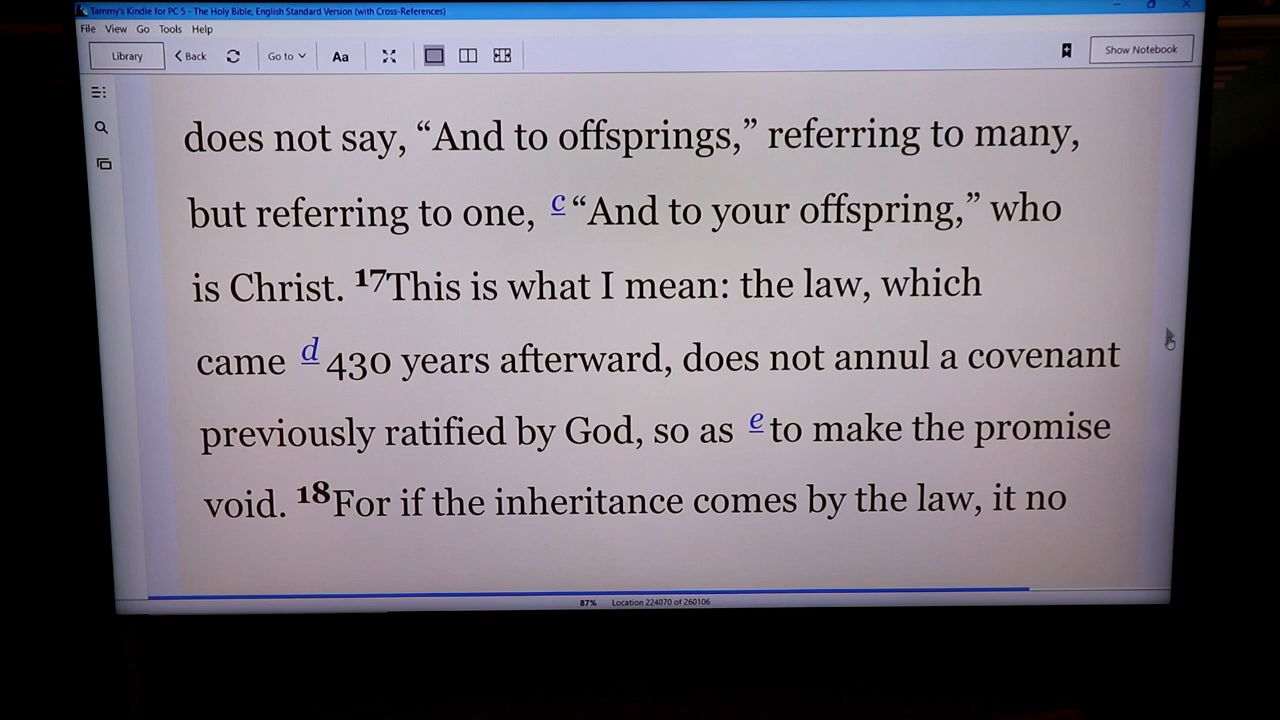 Tammy's Kindle for PC 5 - The Holy Bible, English Standard Version (with Cross-References)
File View Go Tools Help
Library Back Go to Aa Show Notebook
does not say, “And to offsprings,” referring to many,
but referring to one, c “And to your offspring,” who
is Christ. 17This is what I mean: the law, which
came d 430 years afterward, does not annul a covenant
previously ratified by God, so as e to make the promise
void. 18For if the inheritance comes by the law, it no
87% Location 224070 of 260106